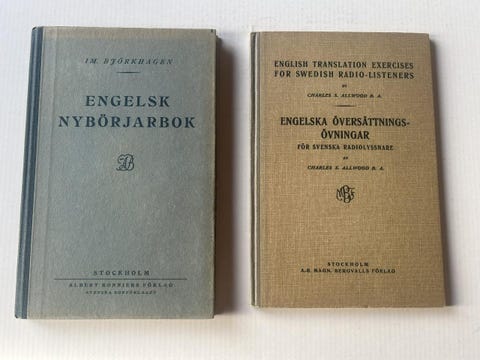 IM. BJÖRKHAGEN
ENGELSK
NYBÖRJARBOK
STOCKHOLM
ALBERT BONNIERS FÖRLAG
ENGLISH TRANSLATION EXERCISES
FOR SWEDISH RADIO-LISTENERS
BY
CHARLES S. ALLWOOD B. A.
ENGELSKA ÖVERSÄTTNINGS-
ÖVNINGAR
FÖR SVENSKA RADIOLYSSNARE
AV
CHARLES S. ALLWOOD B. A.
STOCKHOLM
A.-B. MAGN. BERGVALLS FÖRLAG